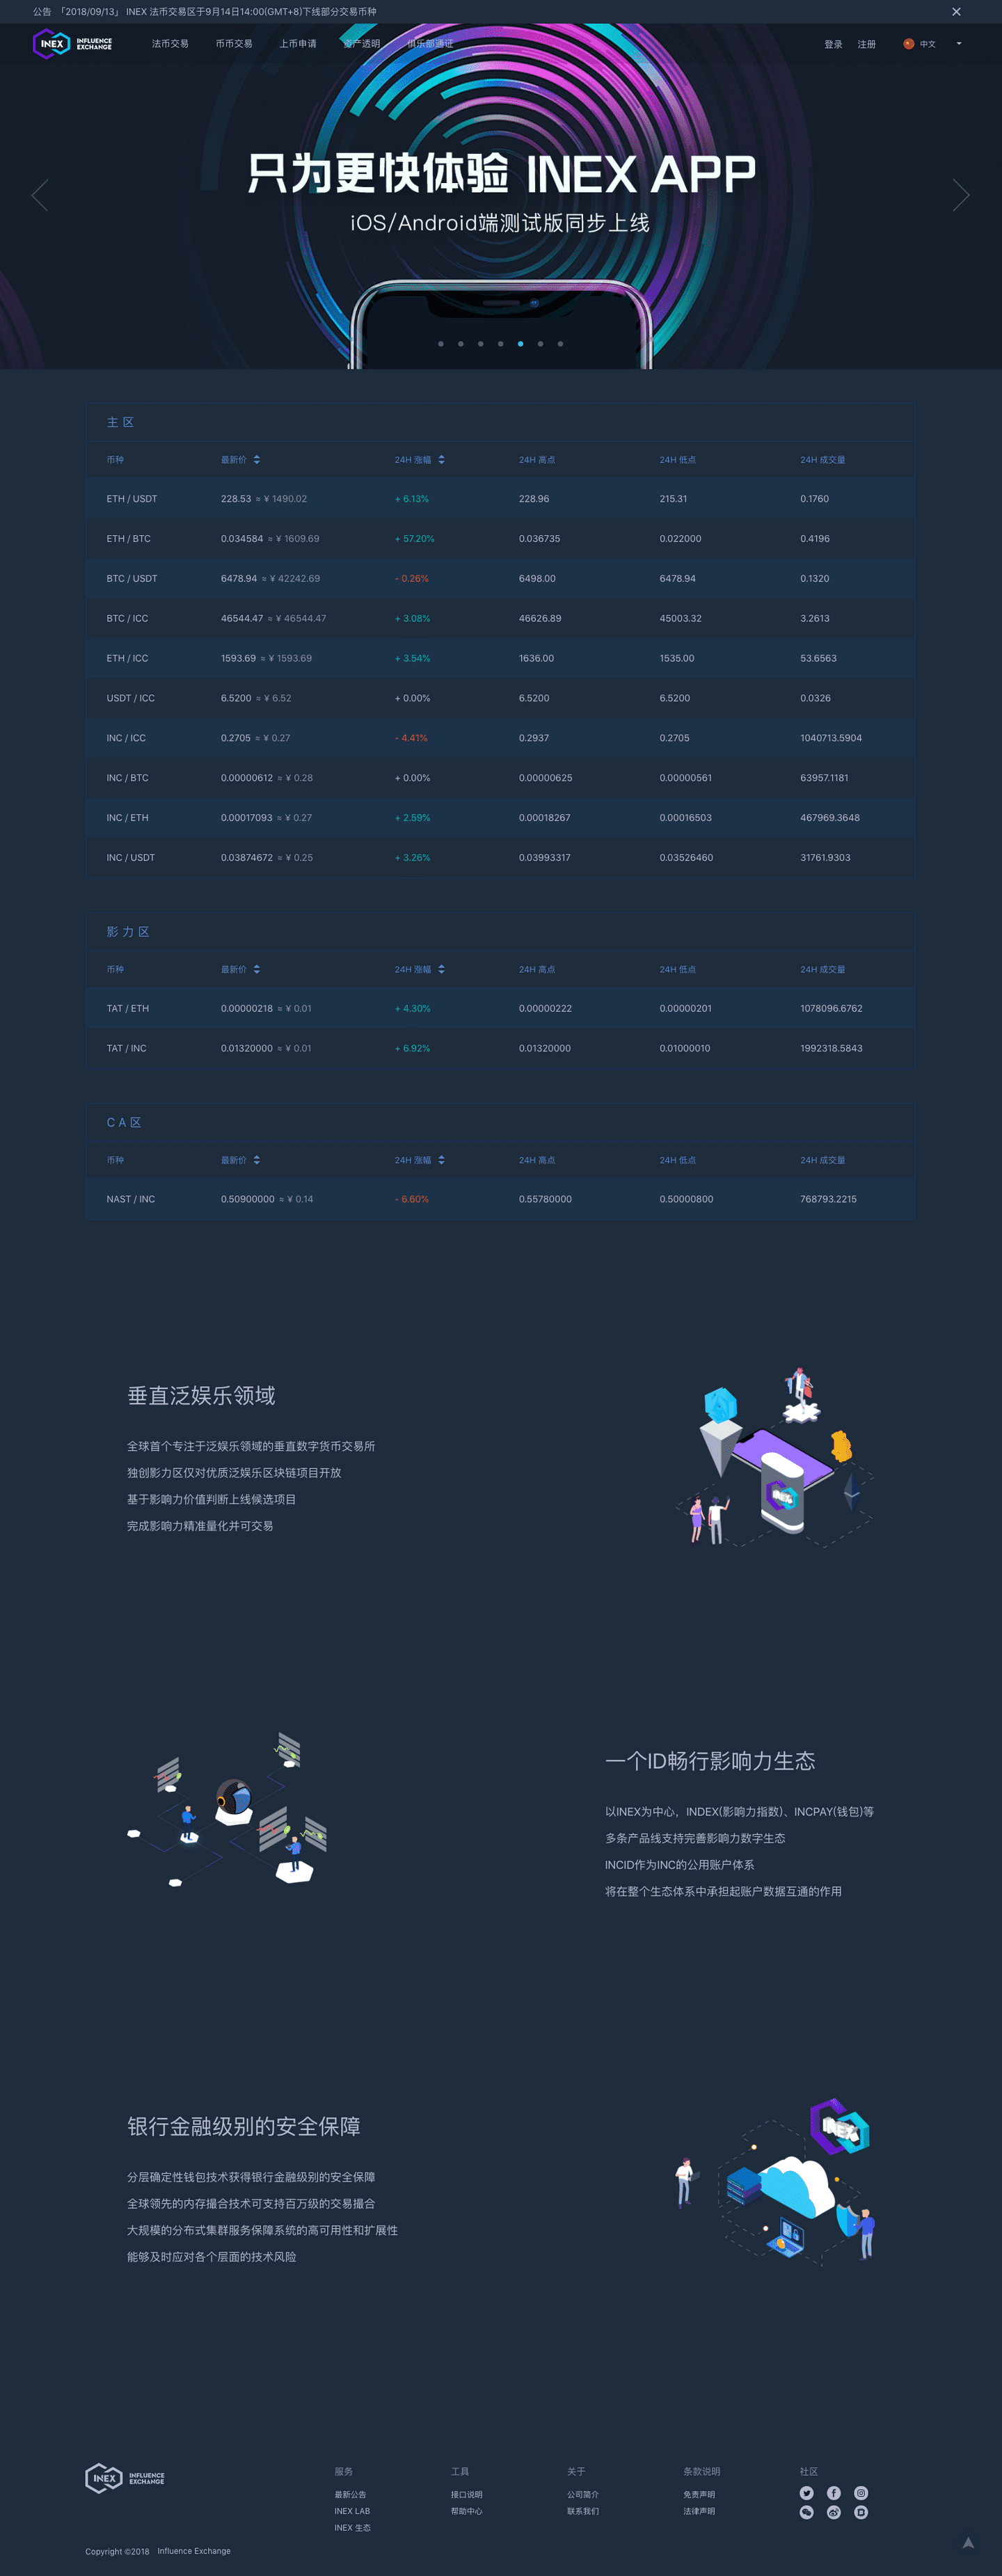 公告 「2018/09/13」 INEX 法币交易区于9月14日14:00(GMT+8)下线部分交易币种
INEX INFLUENCE EXCHANGE 法币交易 币币交易 上币申请 资产透明 俱乐部通证 登录 注册 中文
只为更快体验 INEX APP
iOS/Android端测试版同步上线
主区
币种 最新价 24H 涨幅 24H 高点 24H 低点 24H 成交量
ETH / USDT 228.53 ≈ ¥ 1490.02 + 6.13% 228.96 215.31 0.1760
ETH / BTC 0.034584 ≈ ¥ 1609.69 + 57.20% 0.036735 0.022000 0.4196
BTC / USDT 6478.94 ≈ ¥ 42242.69 - 0.26% 6498.00 6478.94 0.1320
BTC / ICC 46544.47 ≈ ¥ 46544.47 + 3.08% 46626.89 45003.32 3.2613
ETH / ICC 1593.69 ≈ ¥ 1593.69 + 3.54% 1636.00 1535.00 53.6563
USDT / ICC 6.5200 ≈ ¥ 6.52 + 0.00% 6.5200 6.5200 0.0326
INC / ICC 0.2705 ≈ ¥ 0.27 - 4.41% 0.2937 0.2705 1040713.5904
INC / BTC 0.00000612 ≈ ¥ 0.28 + 0.00% 0.00000625 0.00000561 63957.1181
INC / ETH 0.00017093 ≈ ¥ 0.27 + 2.59% 0.00018267 0.00016503 467969.3648
INC / USDT 0.03874672 ≈ ¥ 0.25 + 3.26% 0.03993317 0.03526460 31761.9303
影力区
币种 最新价 24H 涨幅 24H 高点 24H 低点 24H 成交量
TAT / ETH 0.00000218 ≈ ¥ 0.01 + 4.30% 0.00000222 0.00000201 1078096.6762
TAT / INC 0.01320000 ≈ ¥ 0.01 + 6.92% 0.01320000 0.01000010 1992318.5843
CA区
币种 最新价 24H 涨幅 24H 高点 24H 低点 24H 成交量
NAST / INC 0.50900000 ≈ ¥ 0.14 - 6.60% 0.55780000 0.50000800 768793.2215
垂直泛娱乐领域
全球首个专注于泛娱乐领域的垂直数字货币交易所
独创影力区仅对优质泛娱乐区块链项目开放
基于影响力价值判断上线候选项目
完成影响力精准量化并可交易
一个ID畅行影响力生态
以INEX为中心，INDEX(影响力指数)、INCPAY(钱包)等
多条产品线支持完善影响力数字生态
INCID作为INC的公用账户体系
将在整个生态体系中承担起账户数据互通的作用
银行金融级别的安全保障
分层确定性钱包技术获得银行金融级别的安全保障
全球领先的内存撮合技术可支持百万级的交易撮合
大规模的分布式集群服务保障系统的高可用性和扩展性
能够及时应对各个层面的技术风险
INEX INFLUENCE EXCHANGE
服务 工具 关于 条款说明 社区
最新公告 接口说明 公司简介 免责声明
INEX LAB 帮助中心 联系我们 法律声明
INEX 生态
Copyright ©2018 Influence Exchange